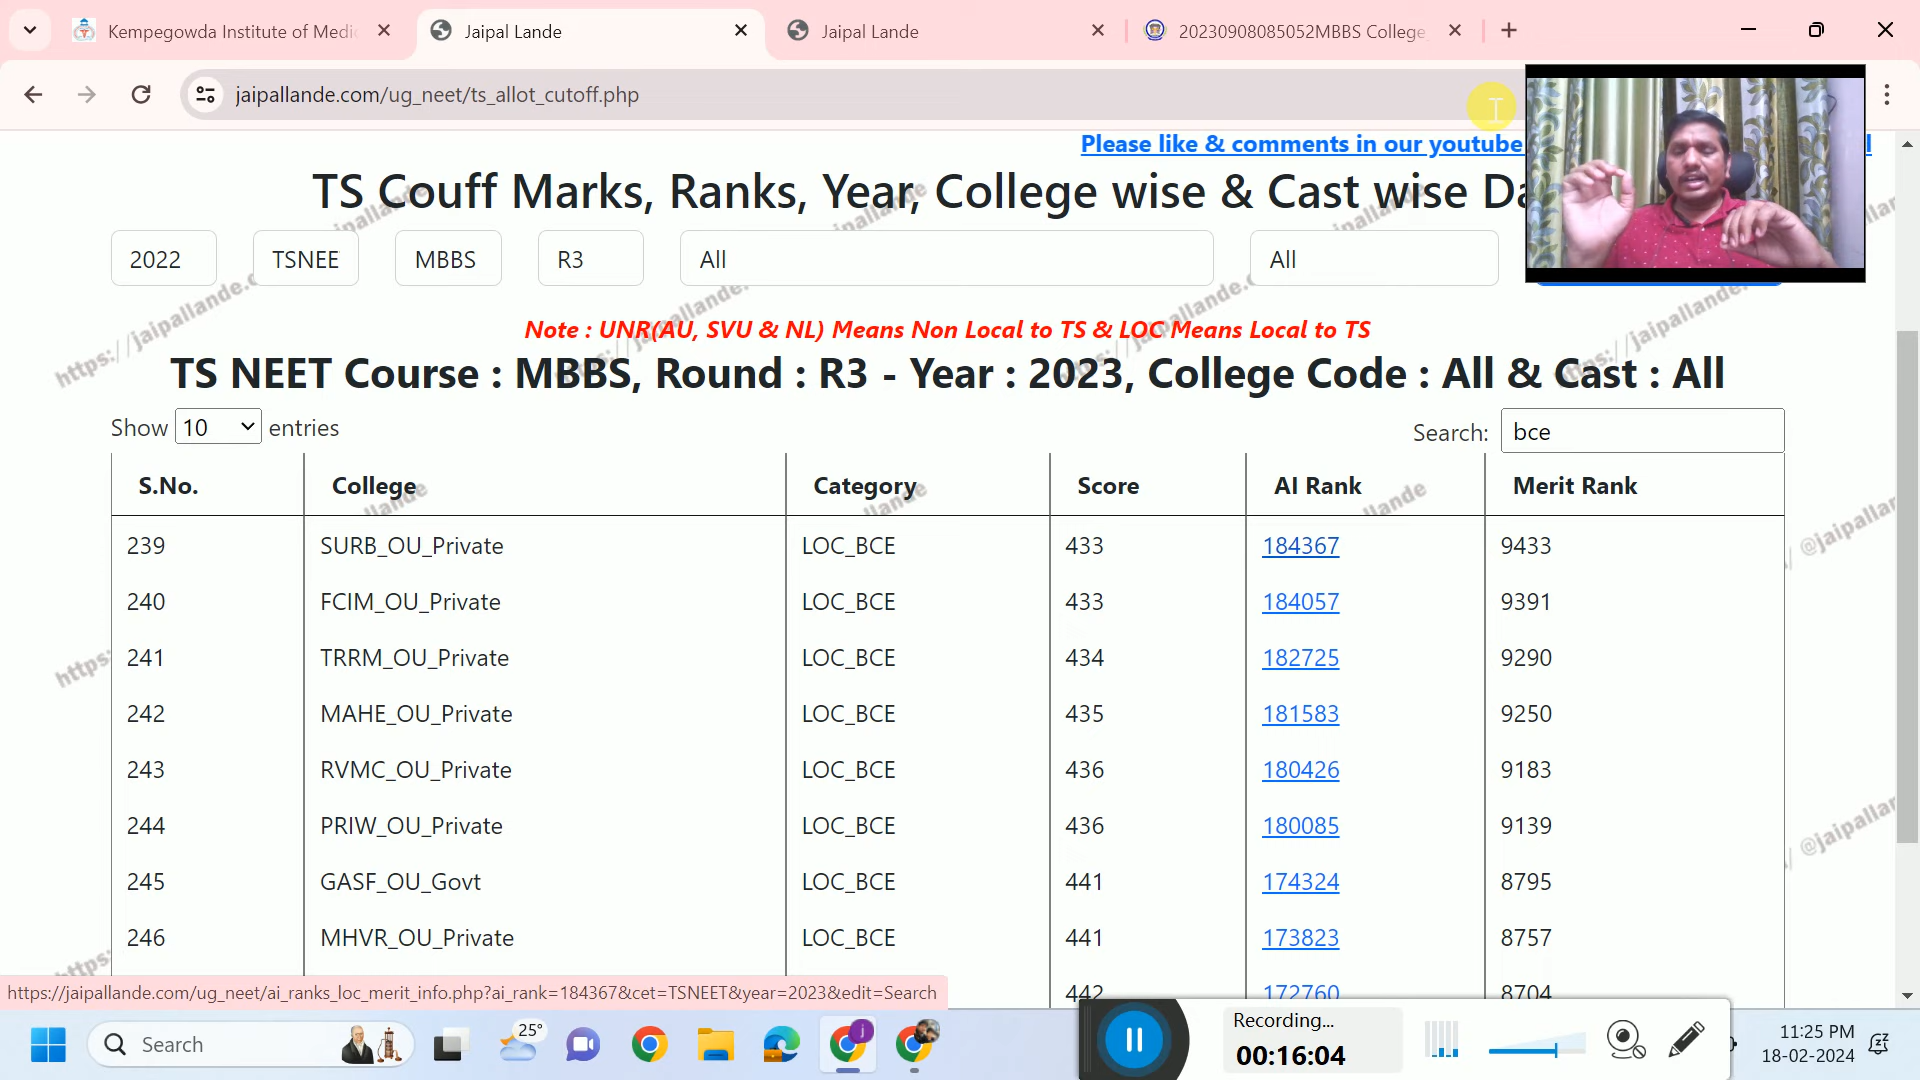 Kempegowda Institute of Medi
Jaipal Lande
Jaipal Lande
20230908085052MBBS College
jaipallande.com/ug_neet/ts_allot_cutoff.php
Please like & comments in our youtube
TS Couff Marks, Ranks, Year, College wise & Cast wise Da
2022 TSNEE MBBS R3 All All
Note : UNR(AU, SVU & NL) Means Non Local to TS & LOC Means Local to TS
TS NEET Course : MBBS, Round : R3 - Year : 2023, College Code : All & Cast : All
Show 10 entries
Search: bce
S.No. College Category Score AI Rank Merit Rank
239 SURB_OU_Private LOC_BCE 433 184367 9433
240 FCIM_OU_Private LOC_BCE 433 184057 9391
241 TRRM_OU_Private LOC_BCE 434 182725 9290
242 MAHE_OU_Private LOC_BCE 435 181583 9250
243 RVMC_OU_Private LOC_BCE 436 180426 9183
244 PRIW_OU_Private LOC_BCE 436 180085 9139
245 GASF_OU_Govt LOC_BCE 441 174324 8795
246 MHVR_OU_Private LOC_BCE 441 173823 8757
442 172760 8704
https://jaipallande.com/ug_neet/ai_ranks_loc_merit_info.php?ai_rank=184367&cet=TSNEET&year=2023&edit=Search
Search
25°
Recording...
00:16:04
11:25 PM
18-02-2024